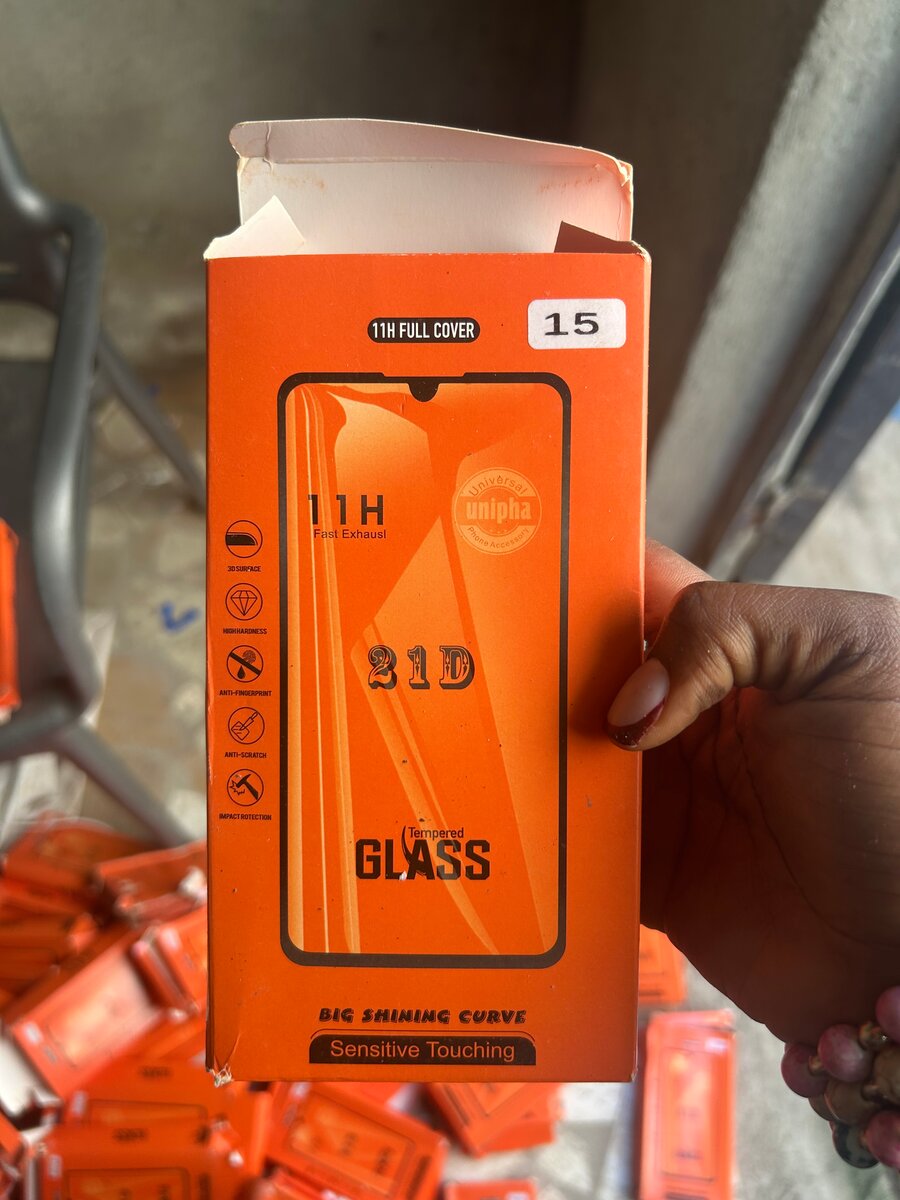 11H FULL COVER
15
11H
Fast Exhausl
Universal
unipha
Phone Accessory
3D SURFACE
HIGH HARDNESS
ANTI-FINGERPRINT
ANTI-SCRATCH
IMPACT ROTECTION
21D
Tempered
GLASS
BIG SHINING CURVE
Sensitive Touching